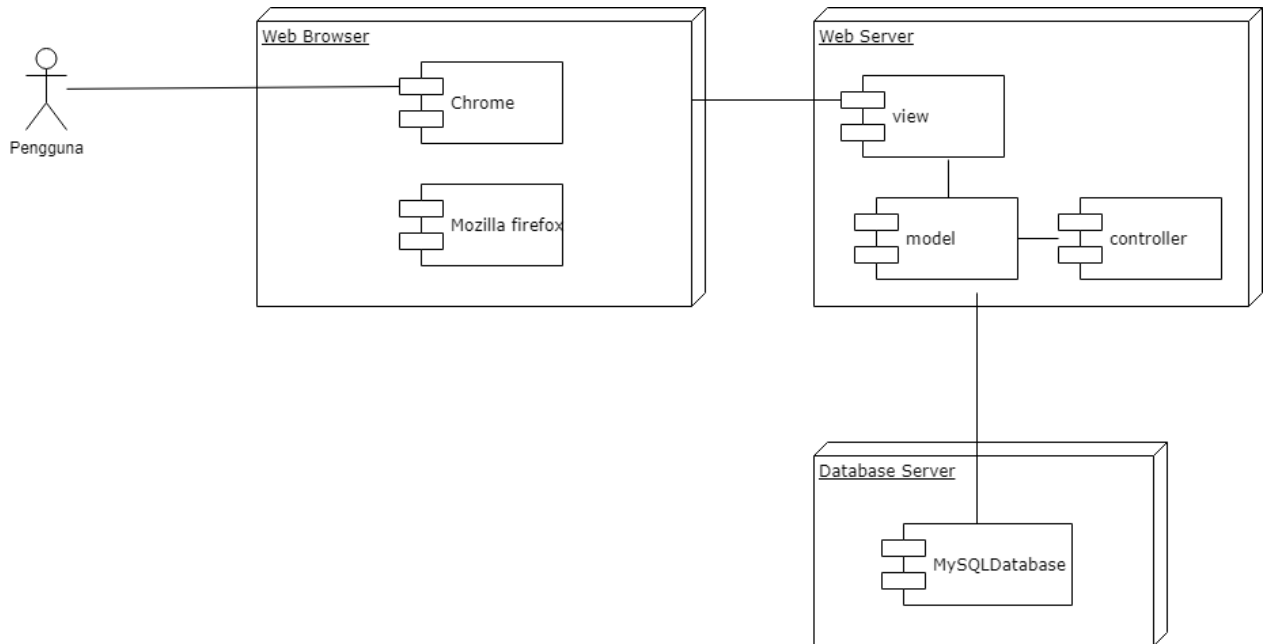 Web Browser
Web Server
Chrome
view
Pengguna
Mozilla firefox
model
controller
Database Server
MySQLDatabase